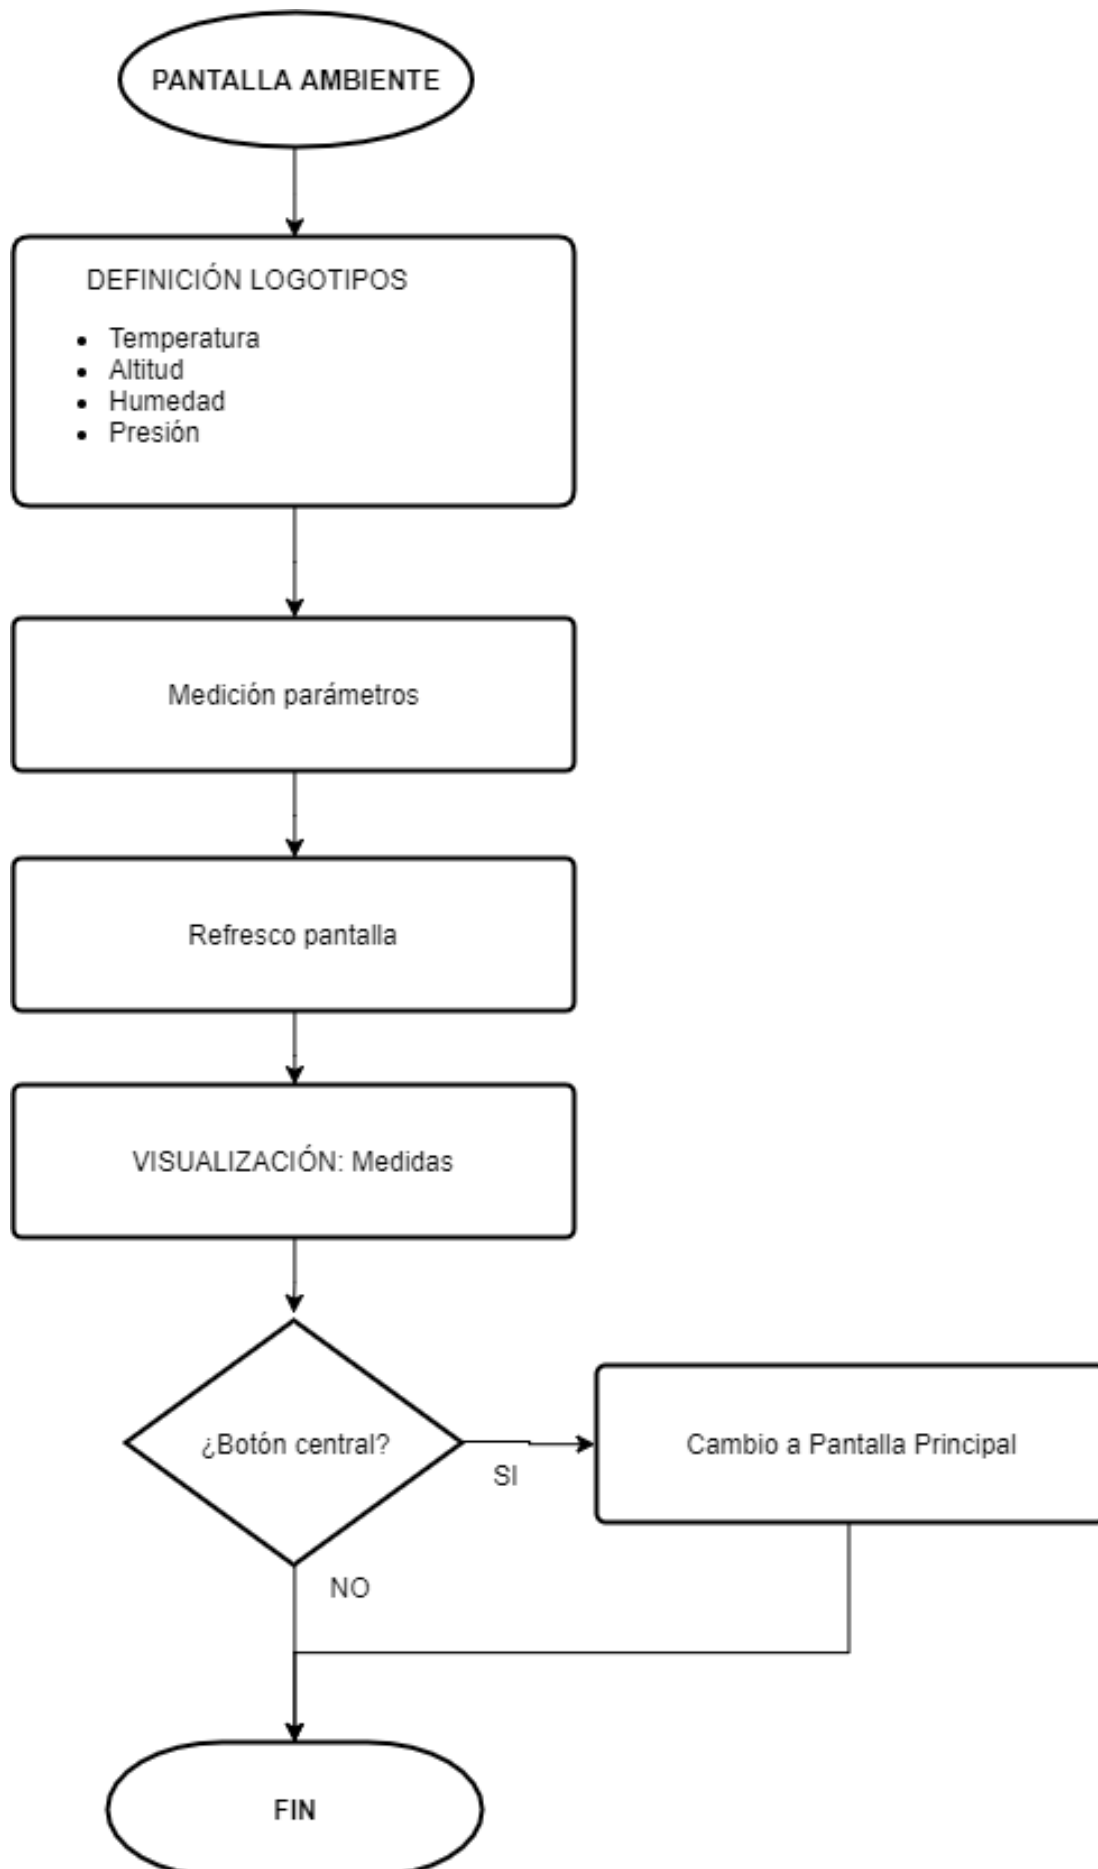 PANTALLA AMBIENTE
DEFINICIÓN LOGOTIPOS
Temperatura
Altitud
Humedad
Presión
Medición parámetros
Refresco pantalla
VISUALIZACIÓN: Medidas
¿Botón central?
SI
Cambio a Pantalla Principal
NO
FIN